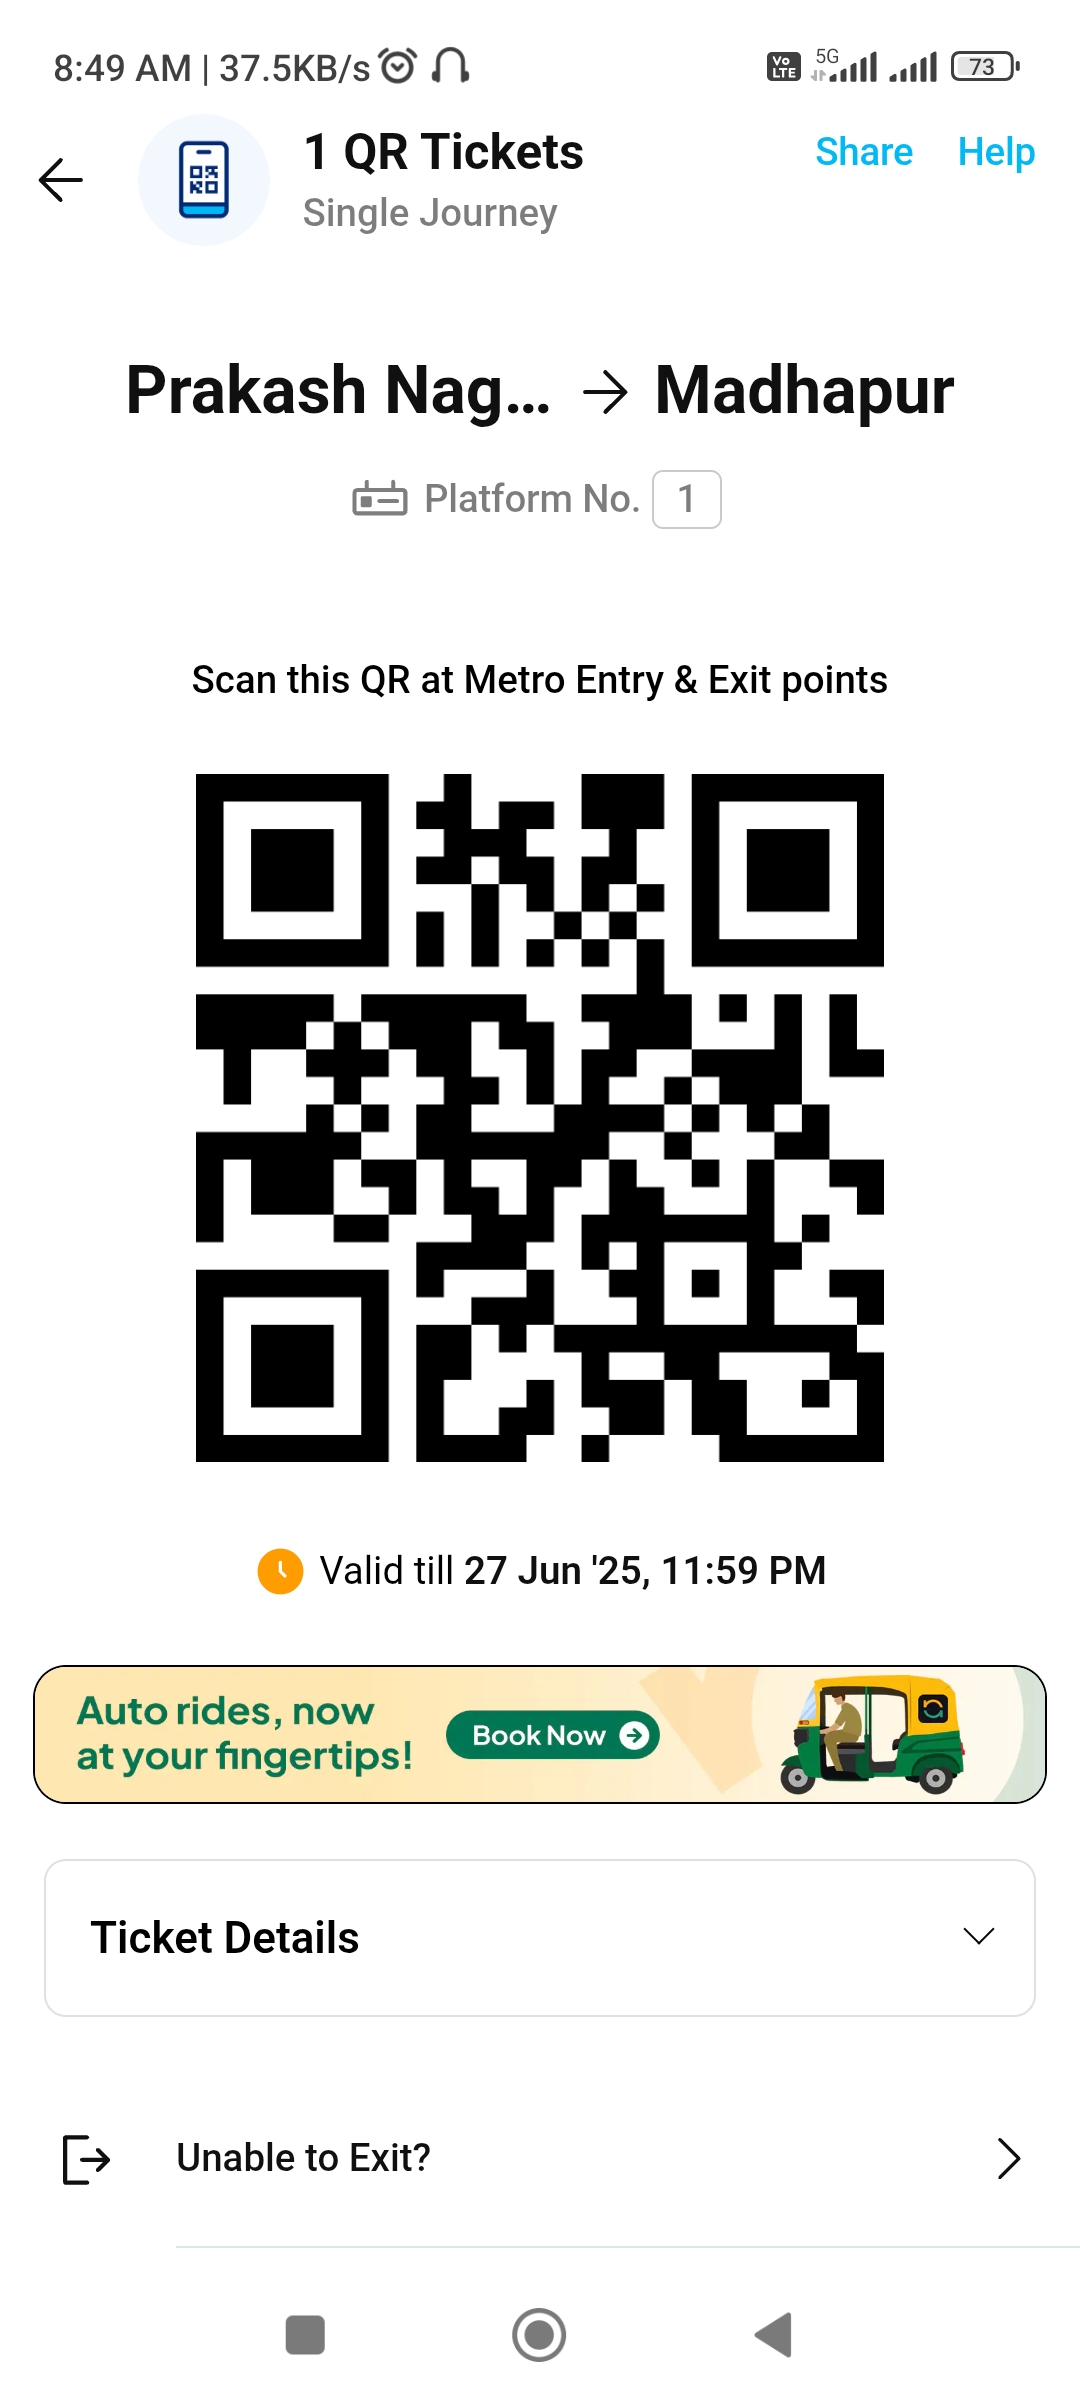 8:49 AM | 37.5KB/s
Vo LTE 5G 73
1 QR Tickets
Share Help
Single Journey
Prakash Nag... → Madhapur
Platform No. 1
Scan this QR at Metro Entry & Exit points
Valid till 27 Jun '25, 11:59 PM
Auto rides, now
at your fingertips!
Book Now
Ticket Details
Unable to Exit?